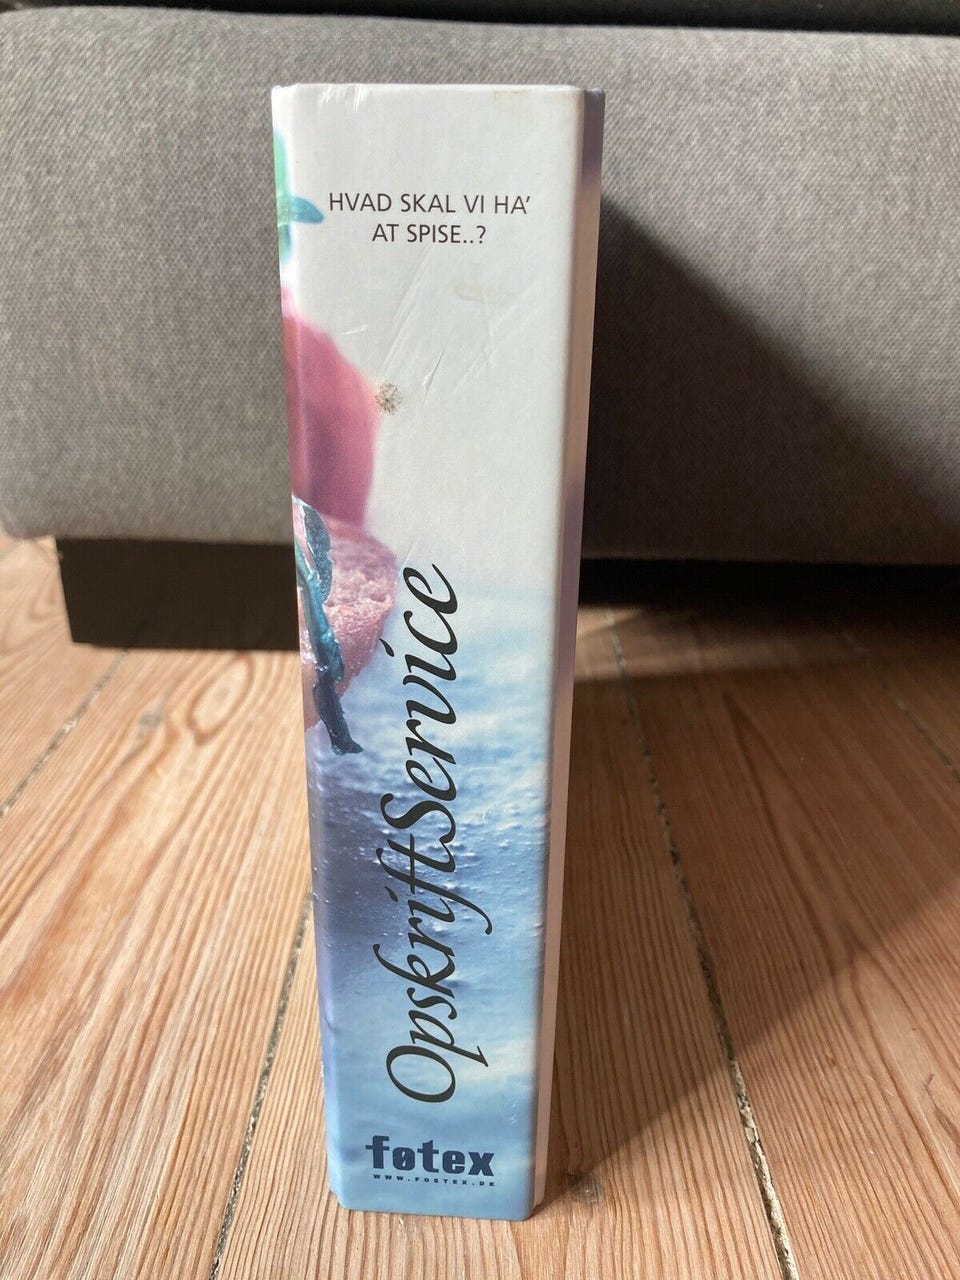 HVAD SKAL VI HA'
AT SPISE..?
OpskriftService
føtex
WWW.FOETEX.DK